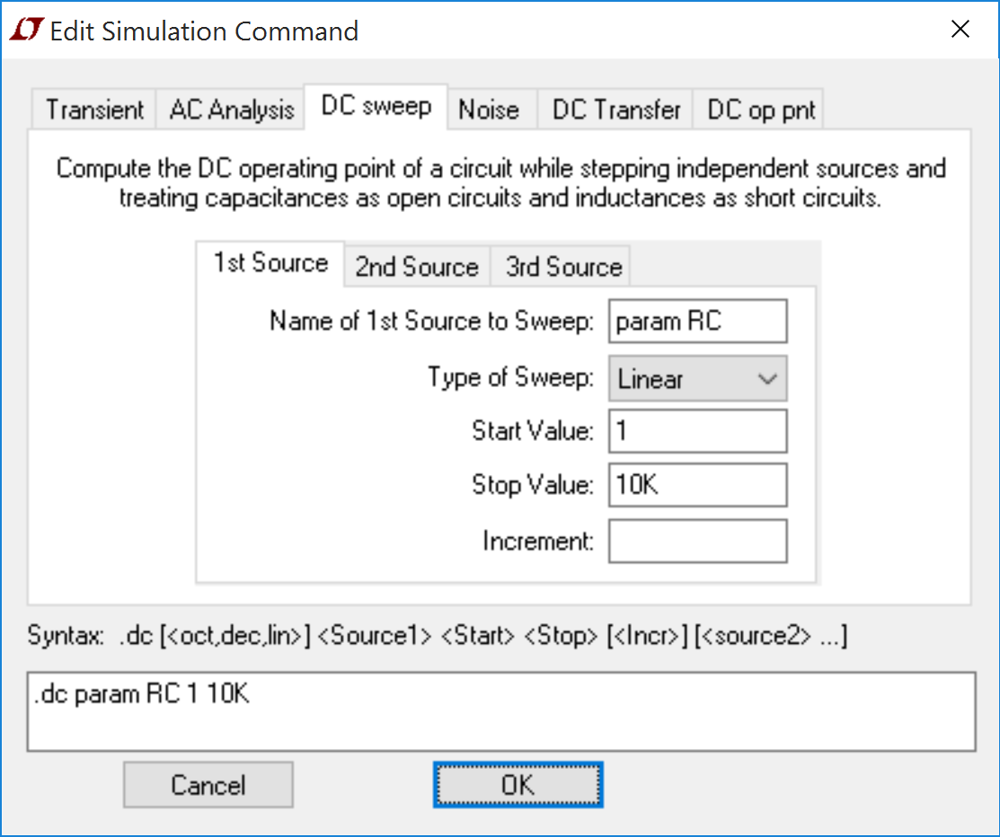 Edit Simulation Command
Transient AC Analysis DC sweep Noise DC Transfer DC op pnt
Compute the DC operating point of a circuit while stepping independent sources and
treating capacitances as open circuits and inductances as short circuits.
1st Source 2nd Source 3rd Source
Name of 1st Source to Sweep: param RC
Type of Sweep: Linear
Start Value: 1
Stop Value: 10K
Increment:
Syntax: .dc [<oct,dec,lin>] <Source1> <Start> <Stop> [<Incr>] [<source2> ...]
.dc param RC 1 10K
Cancel OK